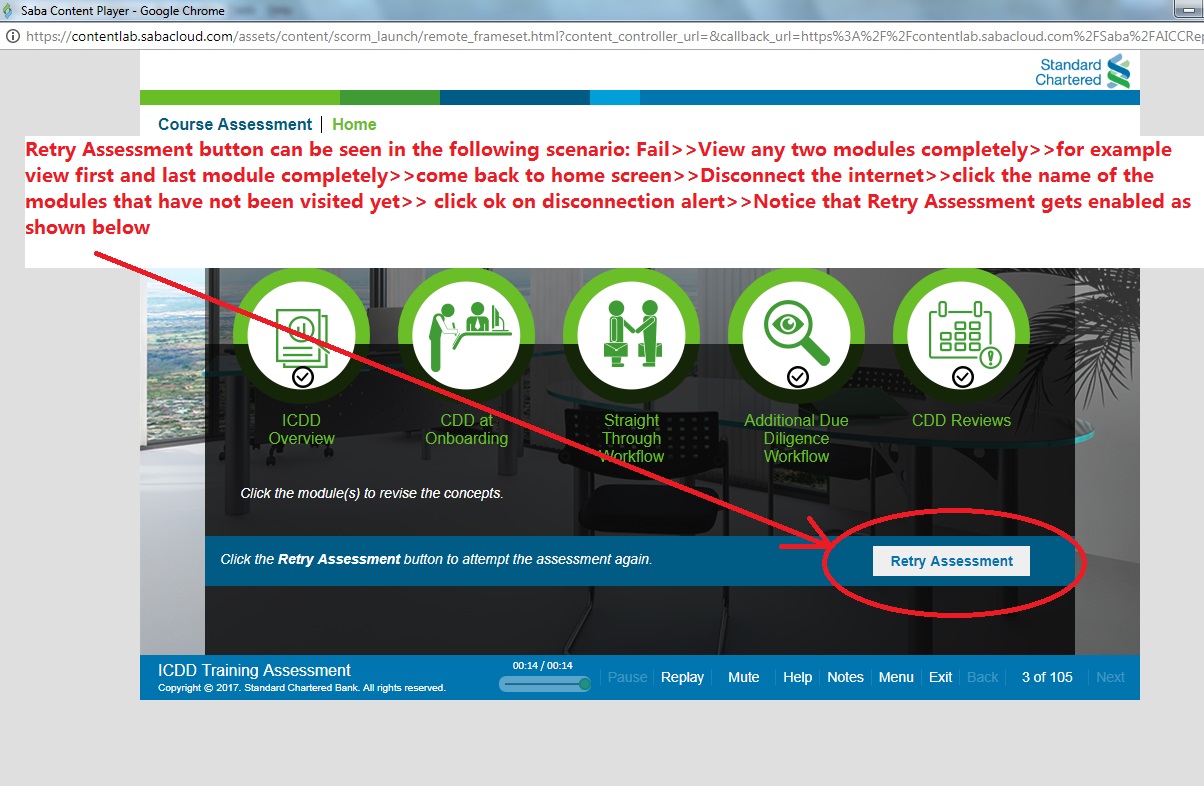 Saba Content Player - Google Chrome
https://contentlab.sabacloud.com/assets/content/scorm_launch/remote_frameset.html?content_controller_url=&callback_url=https%3A%2F%2Fcontentlab.sabacloud.com%2FSaba%2FAICCRep
Standard
Chartered
Course Assessment | Home
Retry Assessment button can be seen in the following scenario: Fail>>View any two modules completely>>for example
view first and last module completely>>come back to home screen>>Disconnect the internet>>click the name of the
modules that have not been visited yet>> click ok on disconnection alert>>Notice that Retry Assessment gets enabled as
shown below
ICDD
Overview
CDD at
Onboarding
Straight
Through
Workflow
Additional Due
Diligence
Workflow
CDD Reviews
Click the module(s) to revise the concepts.
Click the Retry Assessment button to attempt the assessment again.
Retry Assessment
ICDD Training Assessment
Copyright © 2017. Standard Chartered Bank. All rights reserved.
00:14 / 00:14
Pause Replay Mute Help Notes Menu Exit Back 3 of 105 Next